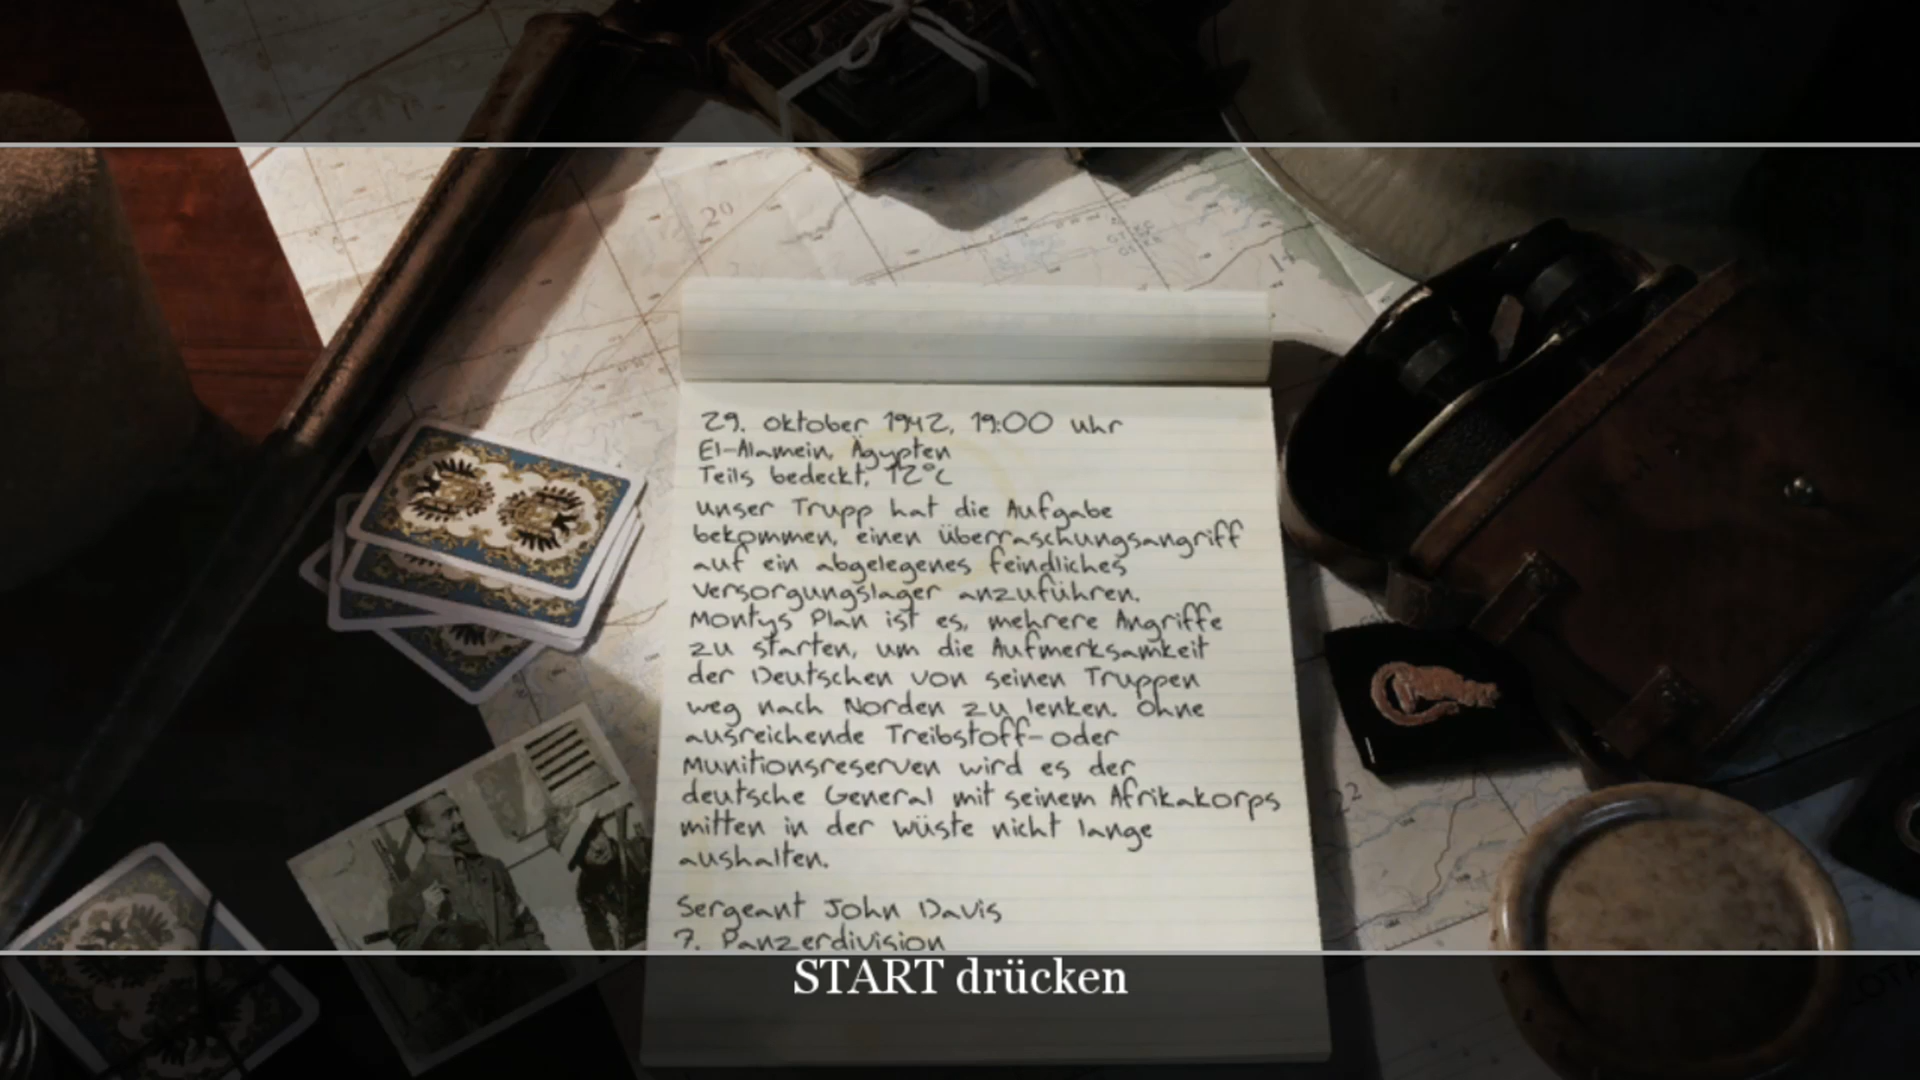 20
29. Oktober 1942, 19:00 Uhr
El-Alamein, Ägypten
Teils bedeckt, 12°C
Unser Trupp hat die Aufgabe
bekommen, einen Überraschungsangriff
auf ein abgelegenes feindliches
Versorgungslager anzuführen.
Montys Plan ist es, mehrere Angriffe
zu starten, um die Aufmerksamkeit
der Deutschen von seinen Truppen
weg nach Norden zu lenken. Ohne
ausreichende Treibstoff- oder
Munitionsreserven wird es der
deutsche General mit seinem Afrikakorps
mitten in der Wüste nicht lange
aushalten.
Sergeant John Davis
7. Panzerdivision
22
START drücken